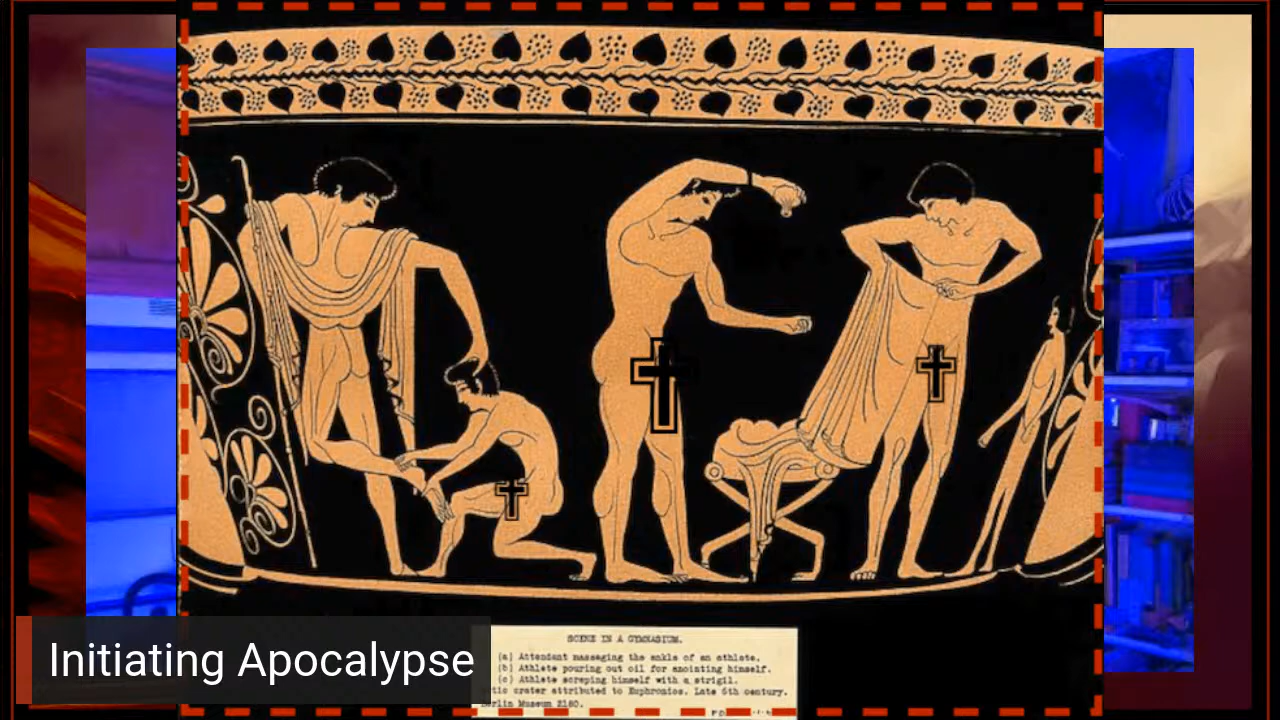 SCENE IN A GYMNASIUM.
(a) Attendant massaging the ankle of an athlete.
(b) Athlete pouring out oil for anointing himself.
(c) Athlete scraping himself with a strigil.
tic crater attributed to Euphronios. Late 6th century.
Berlin Museum 2180.
Initiating Apocalypse